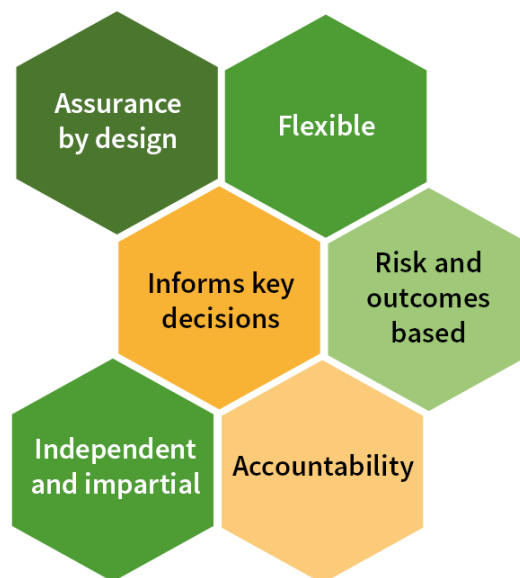 Assurance
by design
Flexible
Informs key
decisions
Risk and
outcomes
based
Independent
and impartial
Accountability